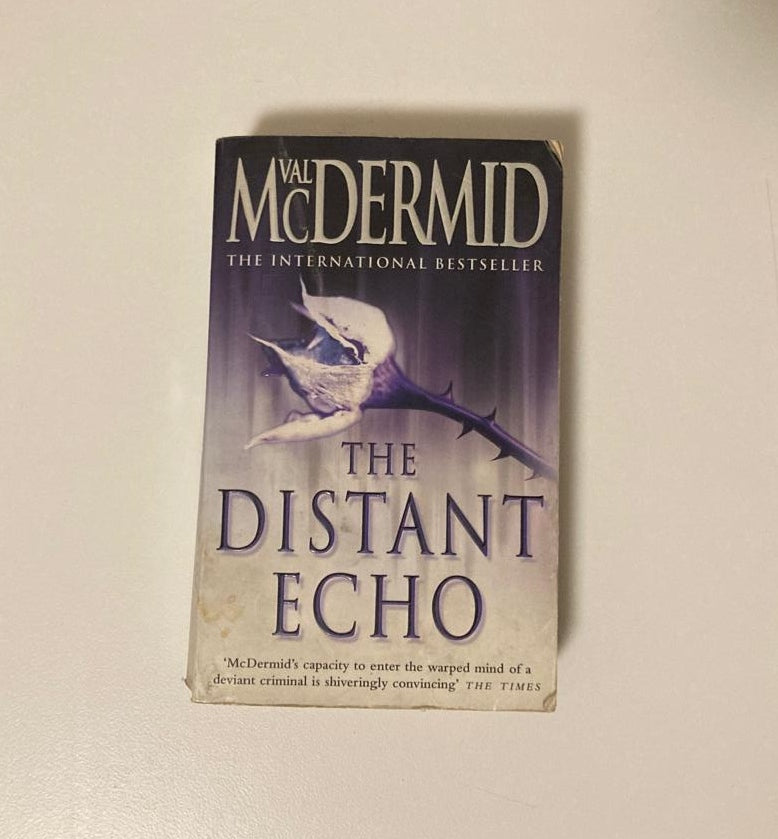 VAL
McDERMID
THE INTERNATIONAL BESTSELLER
THE
DISTANT
ECHO
‘McDermid’s capacity to enter the warped mind of a
deviant criminal is shiveringly convincing’ THE TIMES